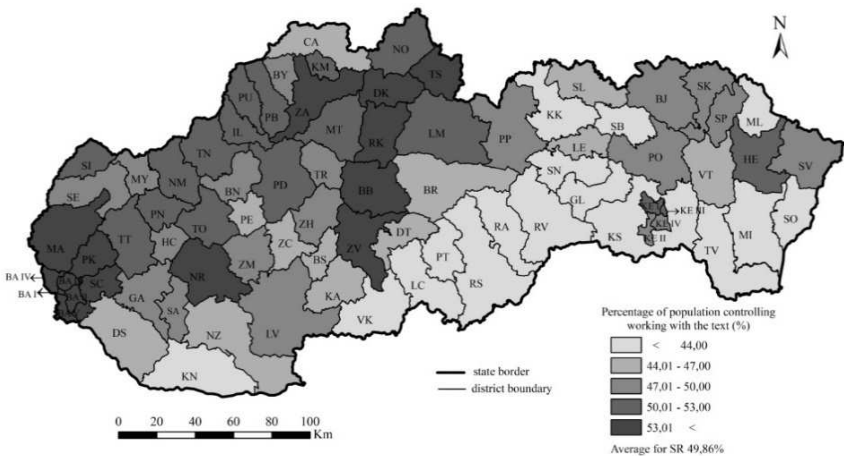 N
CA
NO
KM
TS
BY
PU
PB
ZA
DK
IL
MT
RK
LM
PP
KK
SL
SB
LE
BJ
SK
SP
ML
HE
SV
PO
VT
SI
TN
MY
NM
SE
BN
PD
TR
BB
BR
SN
GL
PE
PN
TO
ZH
MA
TT
HC
ZC
ZV
DT
RA
RV
KS
KE III
KE IV
KE II
TV
MI
SO
PK
NR
ZM
BS
PT
BA IV
BA I
SC
GA
SA
KA
LC
RS
DS
NZ
LV
VK
KN
Percentage of population controlling
working with the text (%)
< 44,00
44,01 - 47,00
47,01 - 50,00
50,01 - 53,00
53,01 <
Average for SR 49,86%
state border
district boundary
0 20 40 60 80 100
Km